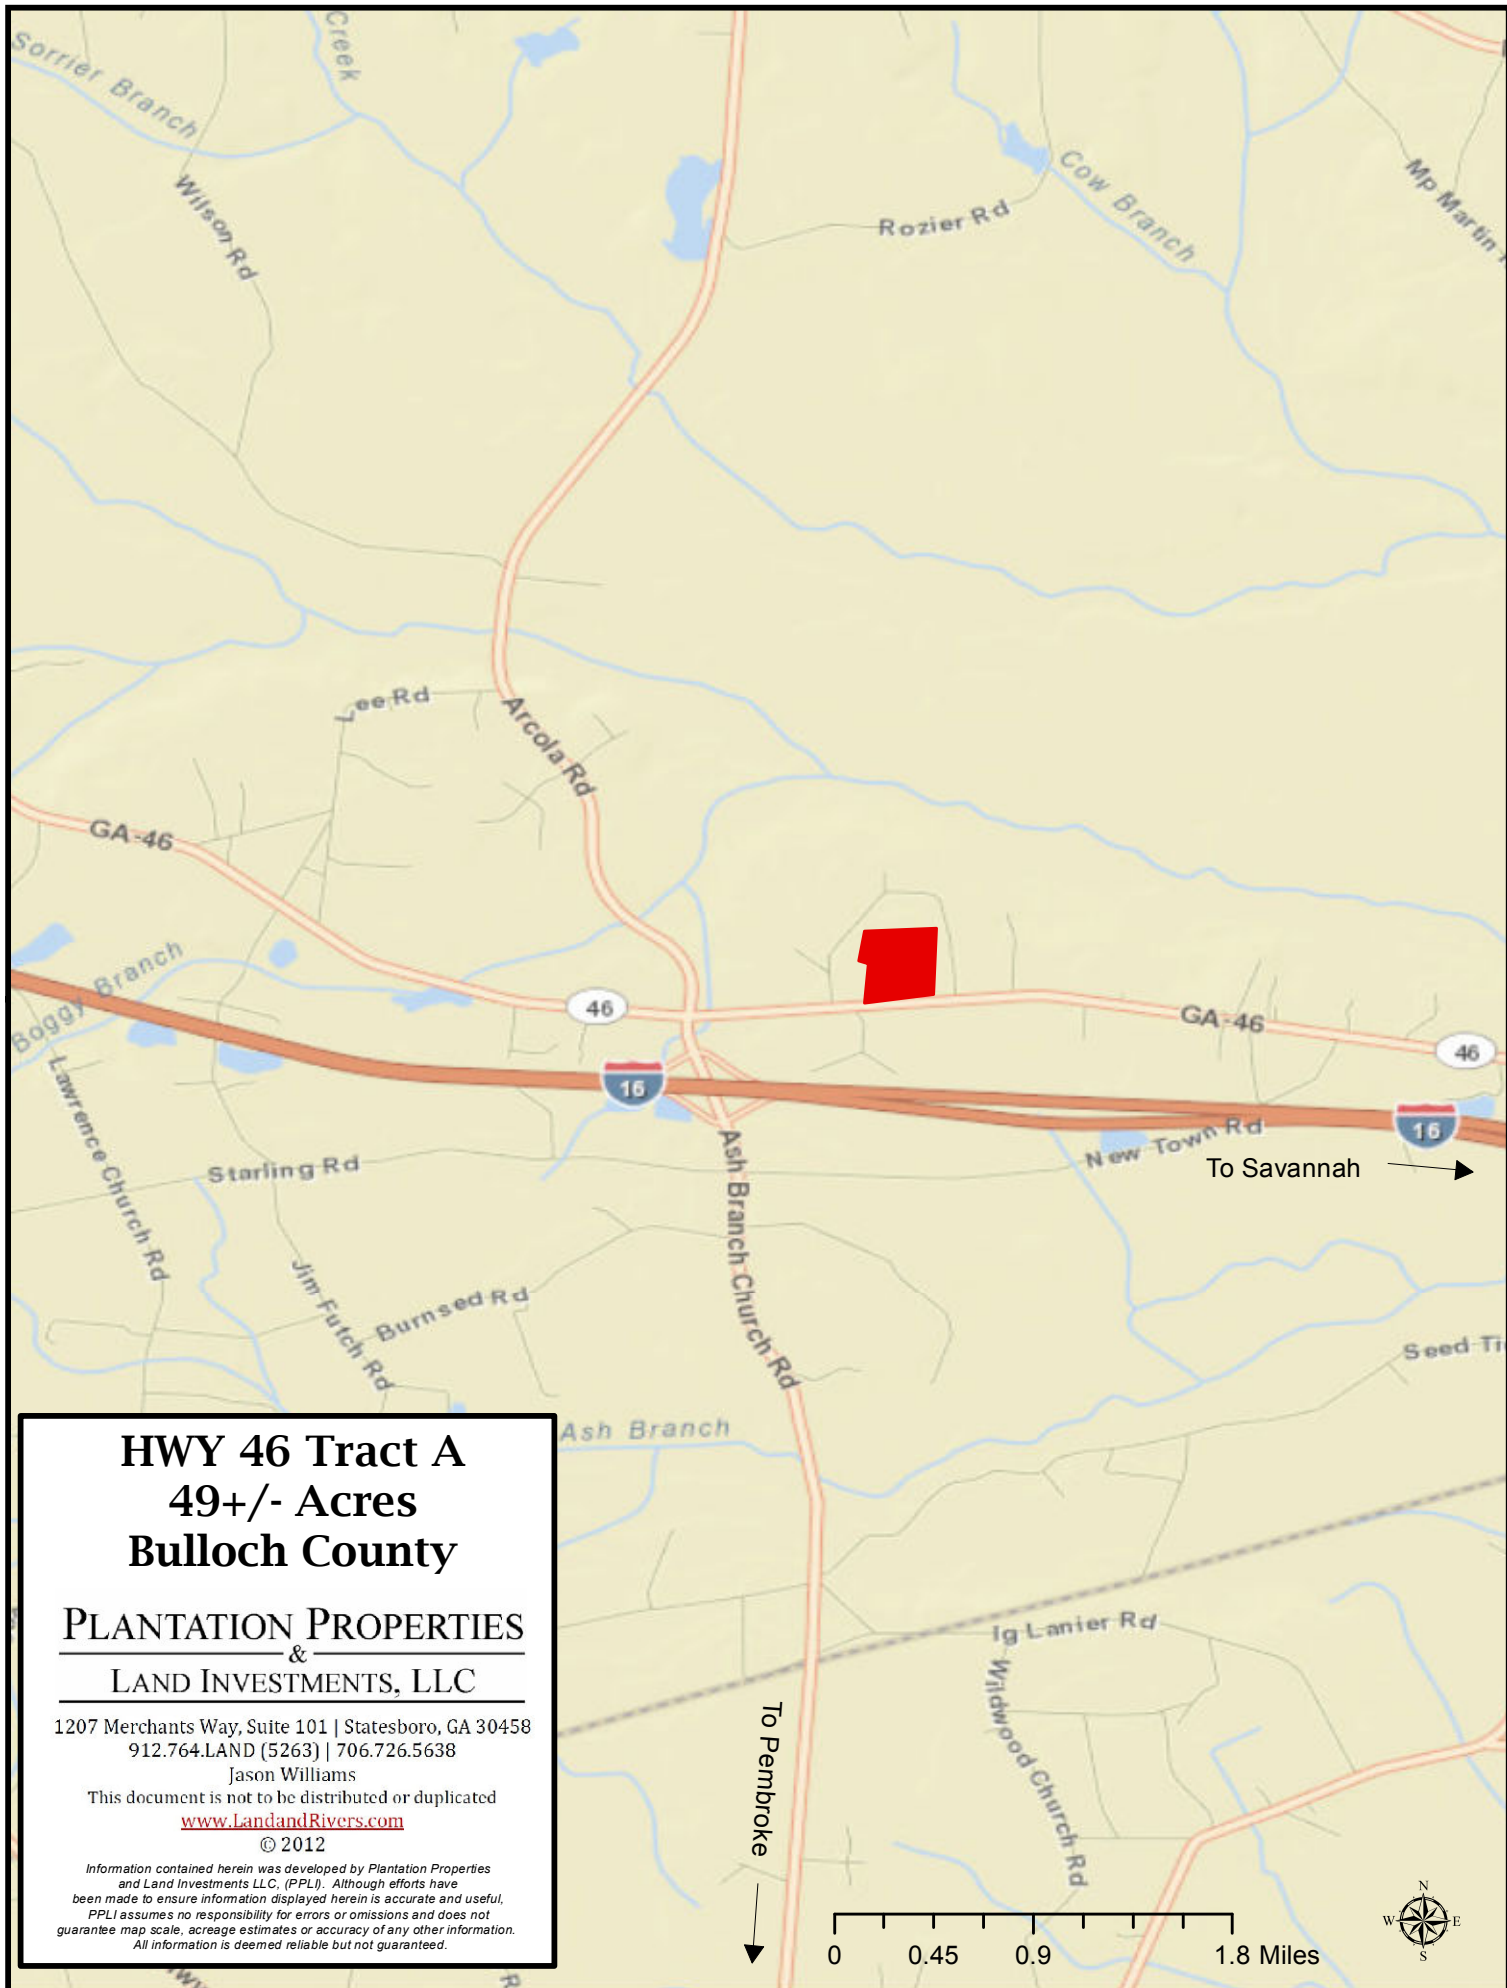 Sorrier Branch
Creek
Wilson Rd
Rozier Rd
Cow Branch
Mp Martin
Lee Rd
Arcola Rd
GA-46
Boggy Branch
46
GA-46
46
16
16
Lawrence Church Rd
Starling Rd
New Town Rd
To Savannah
Ash Branch Church Rd
Jim Futch Rd
Burnsed Rd
Seed Ti
Ash Branch
HWY 46 Tract A
49+/- Acres
Bulloch County
PLANTATION PROPERTIES
&
LAND INVESTMENTS, LLC
1207 Merchants Way, Suite 101 | Statesboro, GA 30458
912.764.LAND (5263) | 706.726.5638
Jason Williams
This document is not to be distributed or duplicated
www.LandandRivers.com
© 2012
Information contained herein was developed by Plantation Properties
and Land Investments LLC, (PPLI). Although efforts have
been made to ensure information displayed herein is accurate and useful,
PPLI assumes no responsibility for errors or omissions and does not
guarantee map scale, acreage estimates or accuracy of any other information.
All information is deemed reliable but not guaranteed.
Ig Lanier Rd
Wildwood Church Rd
To Pembroke
0 0.45 0.9 1.8 Miles
N
W E
S